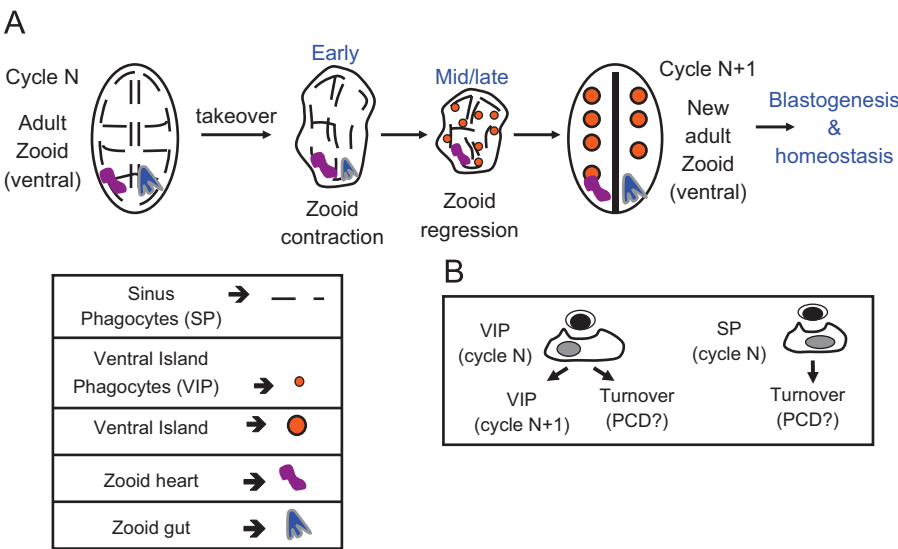 A
Cycle N
Adult
Zooid
(ventral)
takeover
Early
Zooid
contraction
Mid/late
Zooid
regression
Cycle N+1
New
adult
Zooid
(ventral)
Blastogenesis
&
homeostasis
Sinus
Phagocytes (SP)
Ventral Island
Phagocytes (VIP)
Ventral Island
Zooid heart
Zooid gut
B
VIP
(cycle N)
VIP
(cycle N+1)
Turnover
(PCD?)
SP
(cycle N)
Turnover
(PCD?)